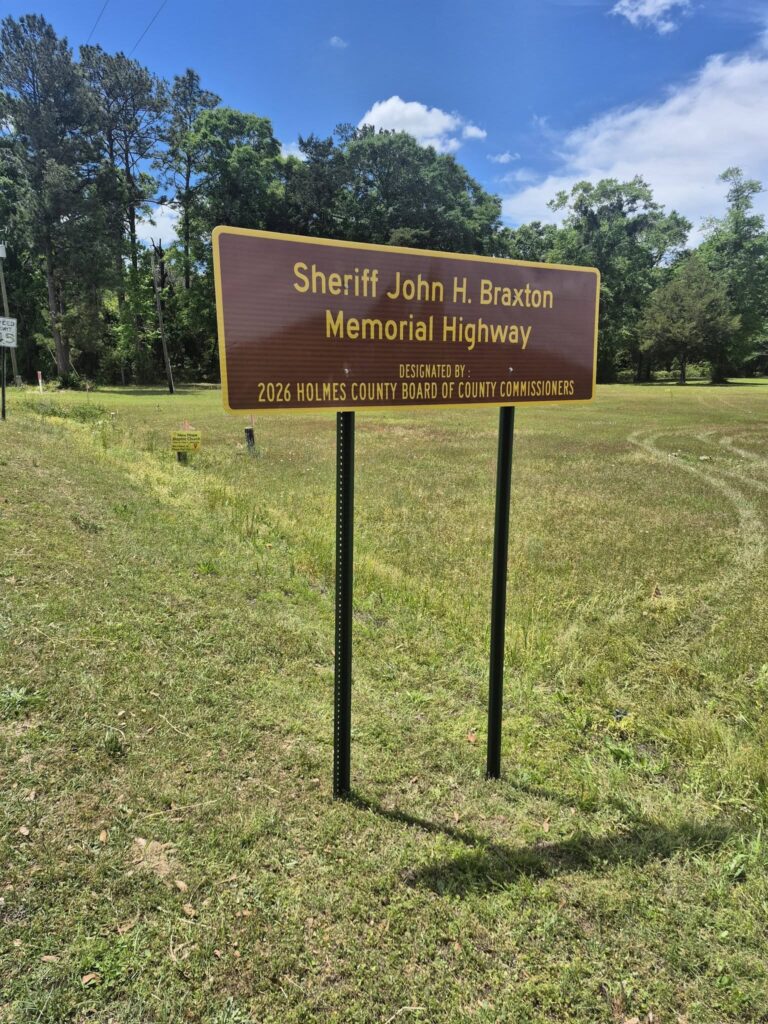 Sheriff John H. Braxton
Memorial Highway
DESIGNATED BY :
2026 HOLMES COUNTY BOARD OF COUNTY COMMISSIONERS